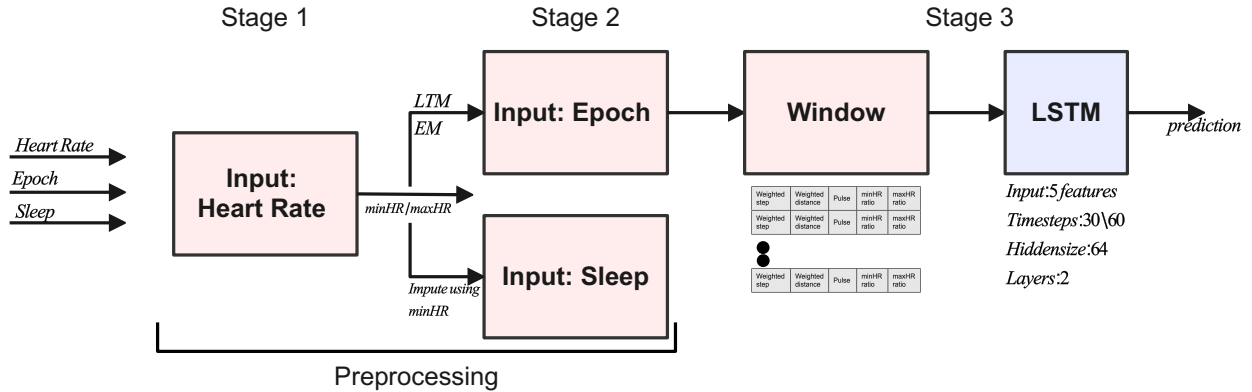 Stage 1
Stage 2
Stage 3
Heart Rate
Epoch
Sleep
Input:
Heart Rate
LTM
EM
minHR/maxHR
Impute using
minHR
Input: Epoch
Input: Sleep
Window
LSTM
prediction
Weighted step Weighted distance Pulse minHR ratio maxHR ratio
Weighted step Weighted distance Pulse minHR ratio maxHR ratio
Weighted step Weighted distance Pulse minHR ratio maxHR ratio
Input:5 features
Timesteps:30\60
Hiddensize:64
Layers:2
Preprocessing